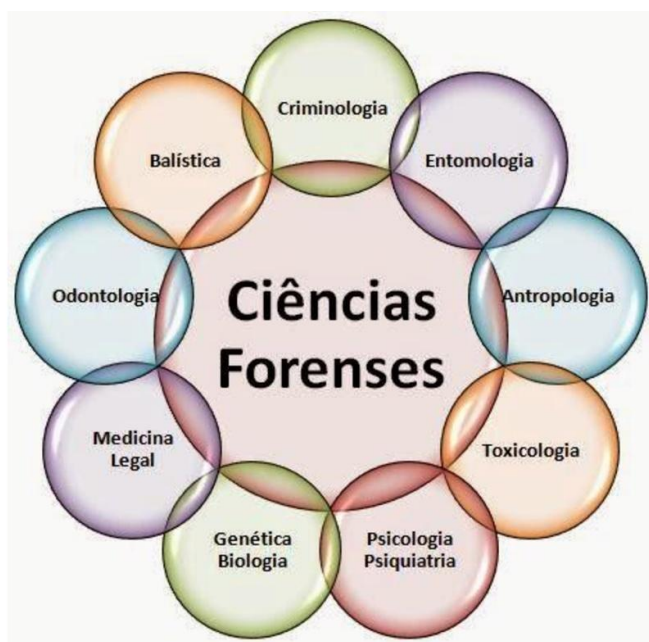 Criminologia
Entomologia
Antropologia
Toxicologia
Psicologia
Psiquiatria
Genética
Biologia
Medicina
Legal
Odontologia
Balística
Ciências
Forenses